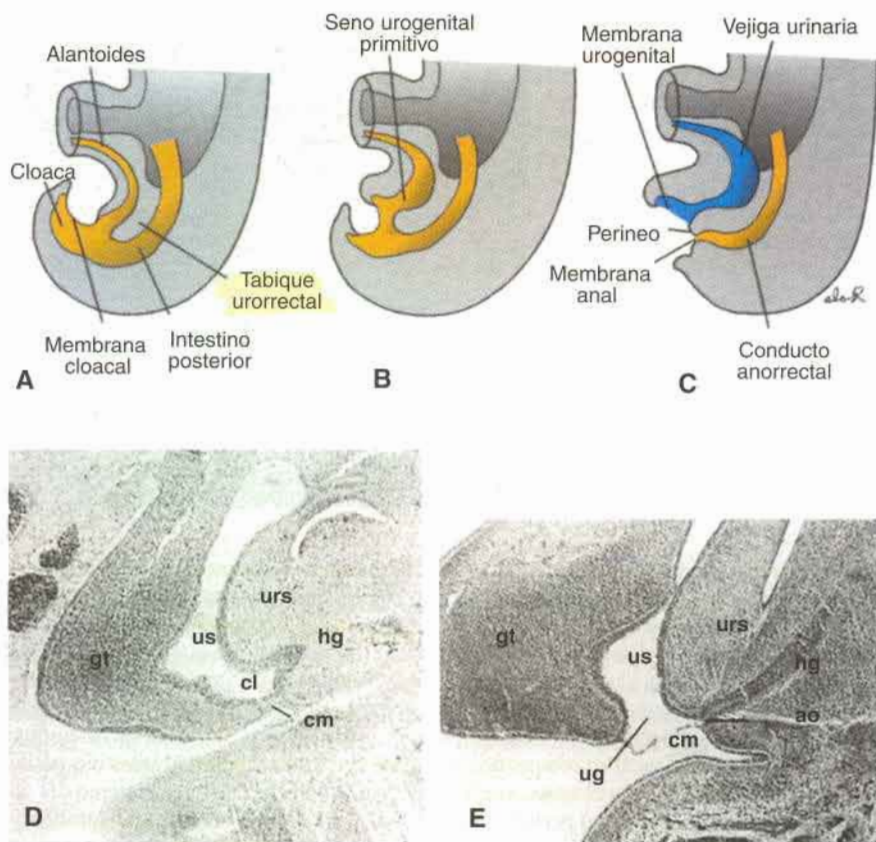 Alantoides
Cloaca
Tabique
urorrectal
Membrana
cloacal
Intestino
posterior
A
Seno urogenital
primitivo
B
Membrana
urogenital
Vejiga urinaria
Perineo
Membrana
anal
Conducto
anorrectal
C
gt
us
urs
hg
cl
cm
D
gt
us
urs
hg
ao
cm
ug
E